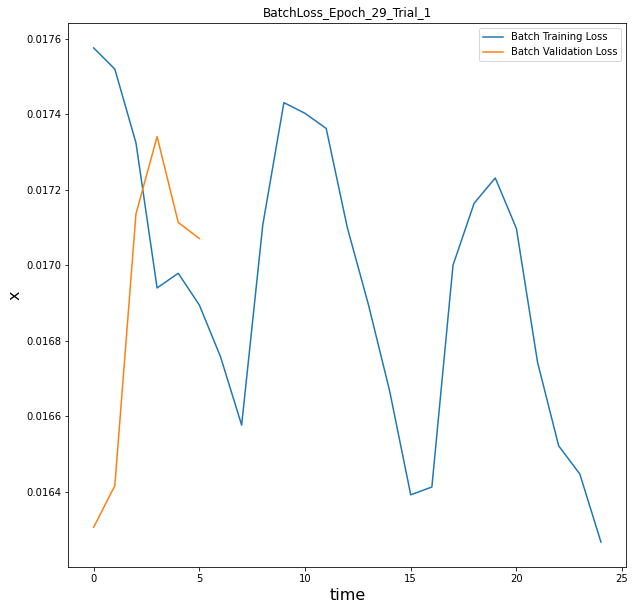 BatchLoss_Epoch_29_Trial_1
Batch Training Loss
Batch Validation Loss
0.0176
0.0174
0.0172
0.0170
0.0168
0.0166
0.0164
x
0 5 10 15 20 25
time